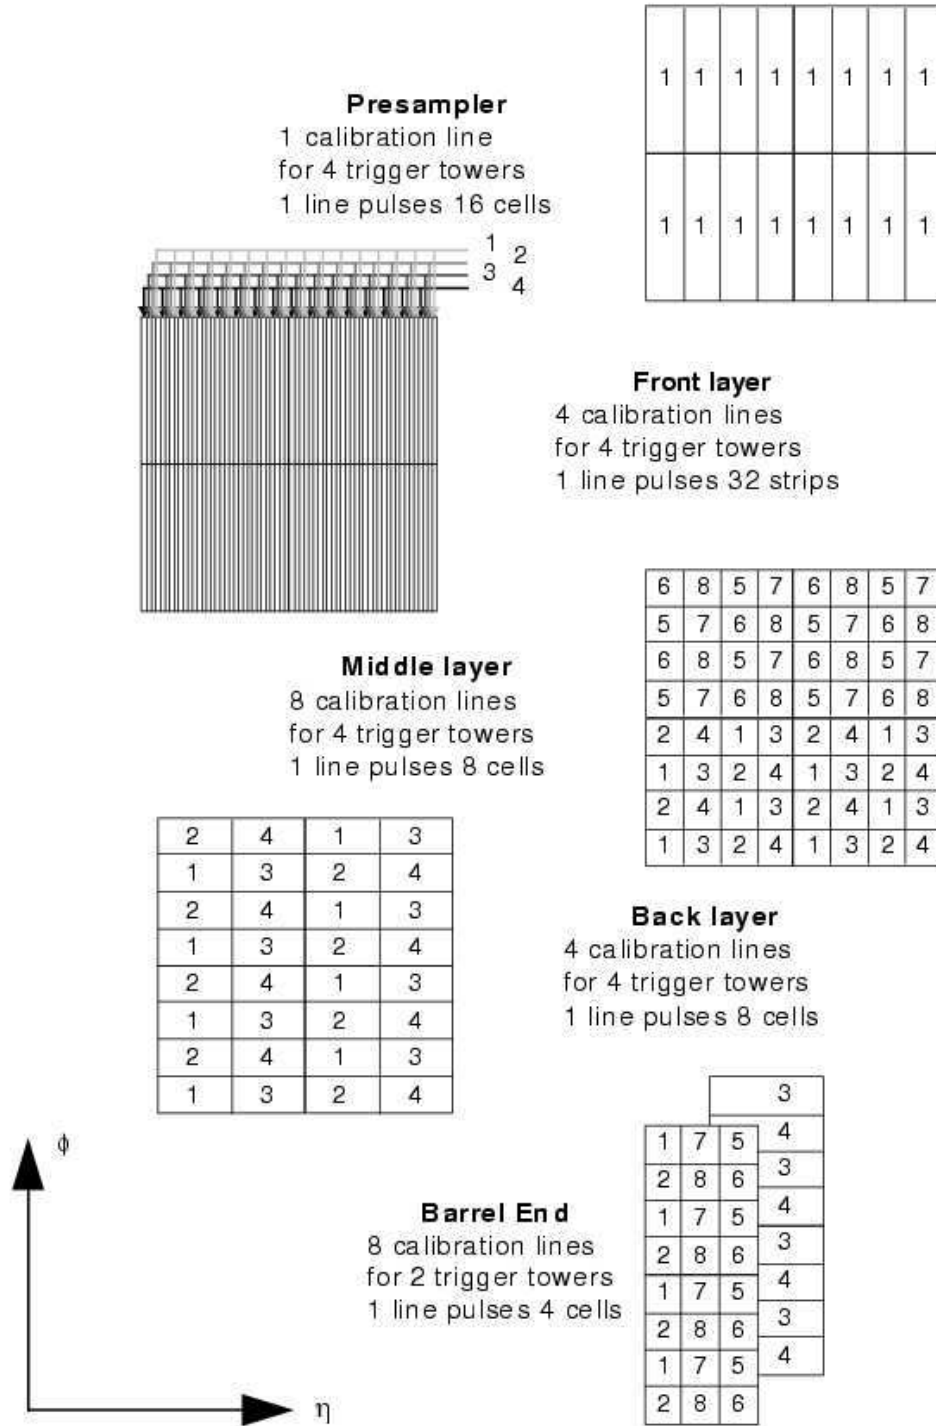 1 1 1 1 1 1 1 1
Presampler
1 calibration line
for 4 trigger towers
1 line pulses 16 cells
1 1 1 1 1 1 1 1
1
2
3
4
Front layer
4 calibration lines
for 4 trigger towers
1 line pulses 32 strips
6 8 5 7 6 8 5 7
5 7 6 8 5 7 6 8
6 8 5 7 6 8 5 7
5 7 6 8 5 7 6 8
2 4 1 3 2 4 1 3
1 3 2 4 1 3 2 4
2 4 1 3 2 4 1 3
1 3 2 4 1 3 2 4
Middle layer
8 calibration lines
for 4 trigger towers
1 line pulses 8 cells
2 4 1 3
1 3 2 4
2 4 1 3
1 3 2 4
2 4 1 3
1 3 2 4
2 4 1 3
1 3 2 4
Back layer
4 calibration lines
for 4 trigger towers
1 line pulses 8 cells
3
4
3
4
3
4
3
4
1 7 5
2 8 6
1 7 5
2 8 6
1 7 5
2 8 6
1 7 5
2 8 6
Barrel End
8 calibration lines
for 2 trigger towers
1 line pulses 4 cells
ϕ
η